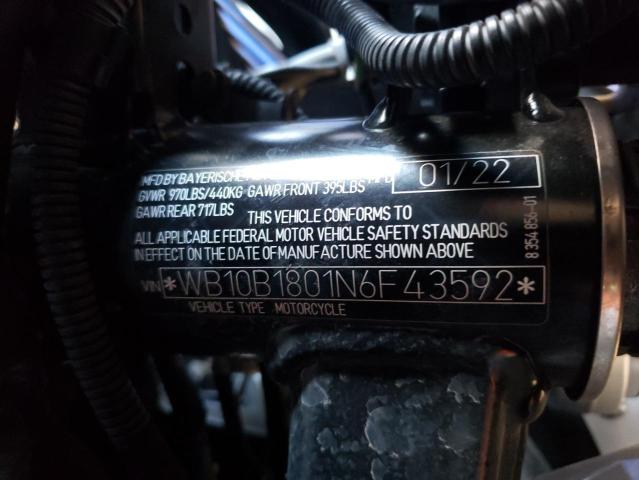 MFD BY BAYERISCHE MFD 01/22
GVWR 970LBS/440KG GAWR FRONT 395LBS
GAWR REAR 717LBS THIS VEHICLE CONFORMS TO
ALL APPLICABLE FEDERAL MOTOR VEHICLE SAFETY STANDARDS
IN EFFECT ON THE DATE OF MANUFACTURE SHOWN ABOVE
VIN *WB10B1801N6F43592*
VEHICLE TYPE MOTORCYCLE
8 354 856-01